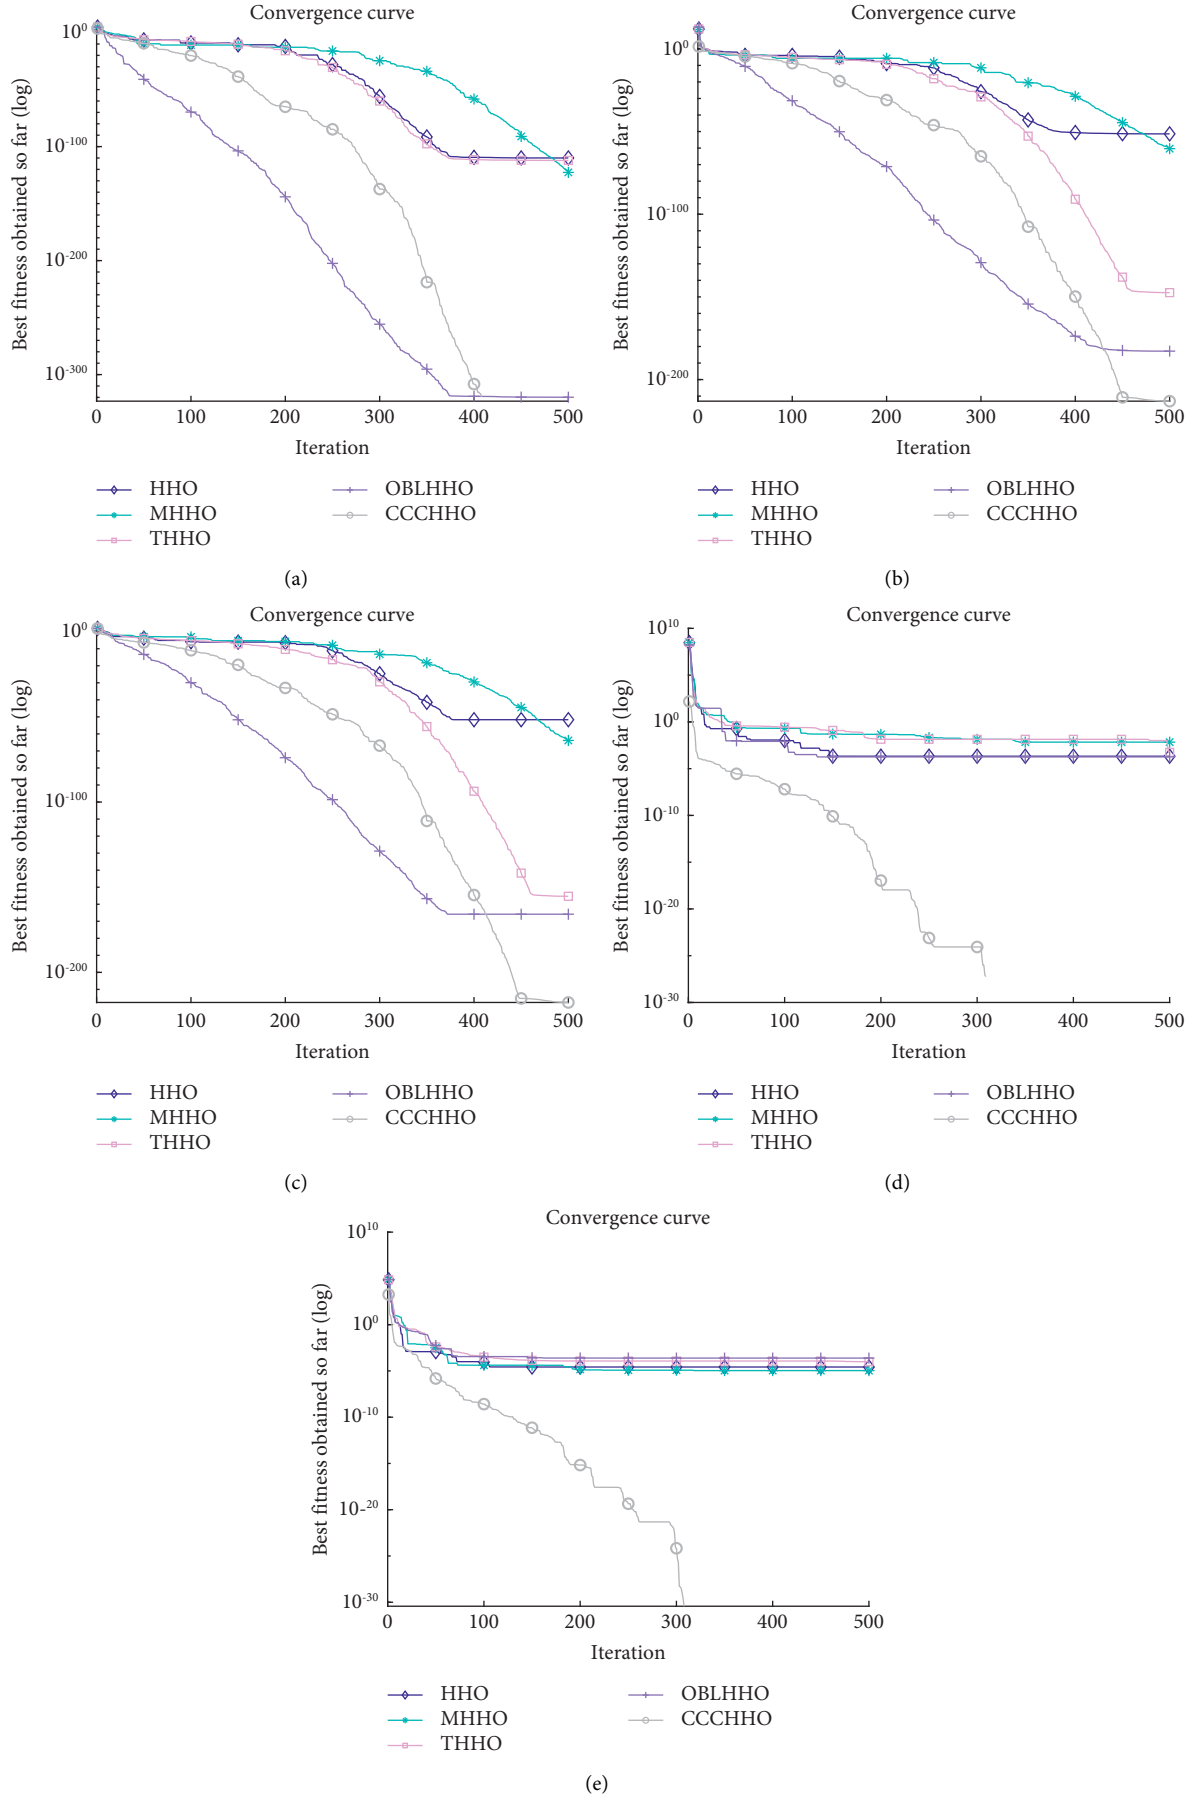 Convergence curve
Best fitness obtained so far (log)
10^0
10^-100
10^-200
10^-300
0 100 200 300 400 500
Iteration
HHO
MHHO
THHO
OBLHHO
CCCHHO
(a)
Convergence curve
Best fitness obtained so far (log)
10^0
10^-100
10^-200
0 100 200 300 400 500
Iteration
HHO
MHHO
THHO
OBLHHO
CCCHHO
(b)
Convergence curve
Best fitness obtained so far (log)
10^0
10^-100
10^-200
0 100 200 300 400 500
Iteration
HHO
MHHO
THHO
OBLHHO
CCCHHO
(c)
Convergence curve
Best fitness obtained so far (log)
10^10
10^0
10^-10
10^-20
10^-30
0 100 200 300 400 500
Iteration
HHO
MHHO
THHO
OBLHHO
CCCHHO
(d)
Convergence curve
Best fitness obtained so far (log)
10^10
10^0
10^-10
10^-20
10^-30
0 100 200 300 400 500
Iteration
HHO
MHHO
THHO
OBLHHO
CCCHHO
(e)